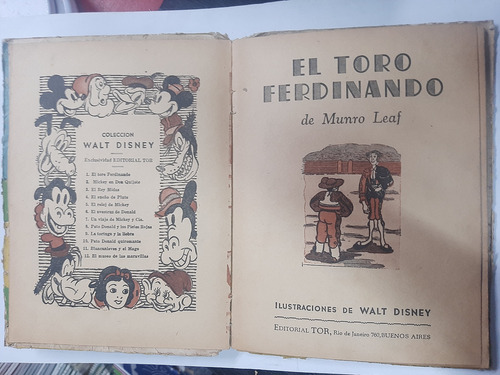 COLECCION
WALT DISNEY
Exclusividad EDITORIAL TOR
1. El toro Ferdinando
2. Mickey en Don Quijote
3. El Rey Midas
4. El sueño de Pluto
5. El reloj de Mickey
6. El avestruz de Donald
7. Un viaje de Mickey y Cía.
8. Pato Donald y los Pieles Rojas
9. La tortuga y la liebre
10. Pato Donald quiromante
11. Blancanieves y el Mago
12. El museo de las maravillas
EL TORO
FERDINANDO
de Munro Leaf
ILUSTRACIONES DE WALT DISNEY
EDITORIAL TOR, Río de Janeiro 760, BUENOS AIRES